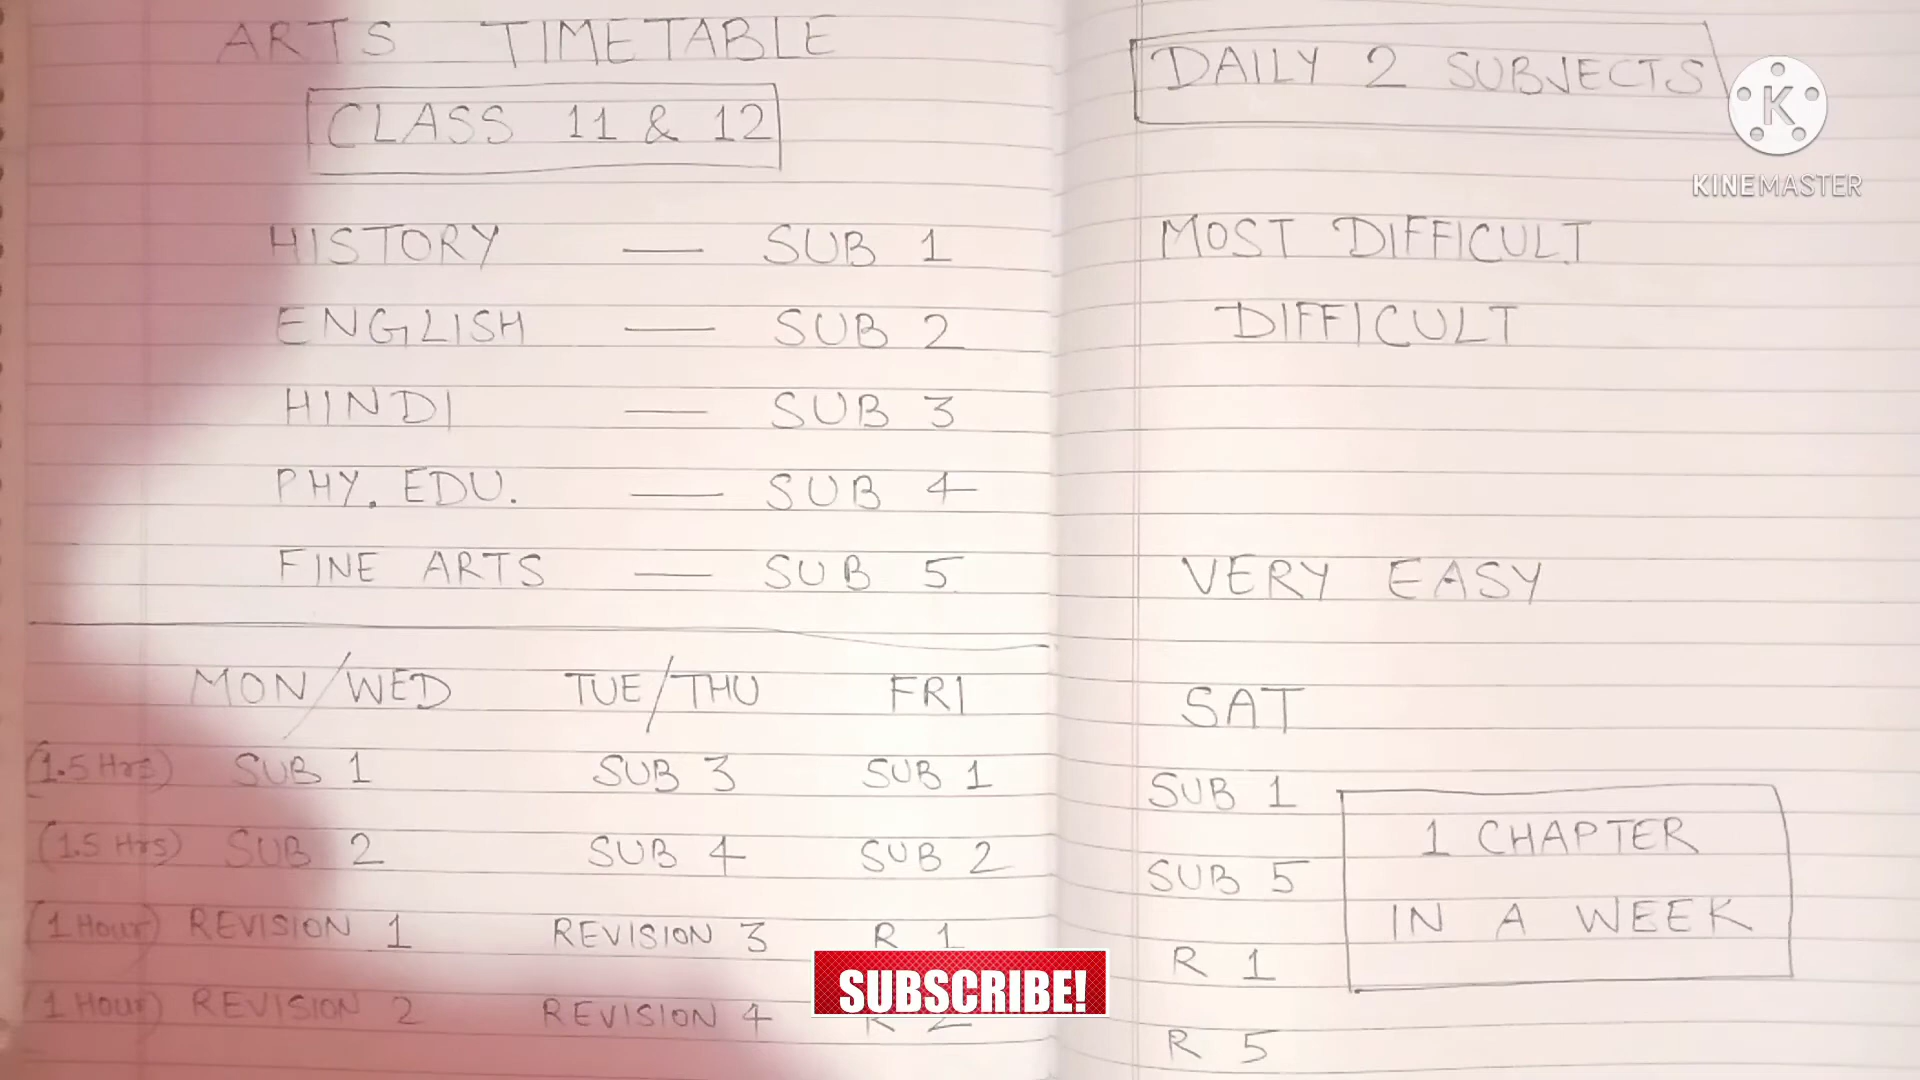 ARTS TIMETABLE
CLASS 11 & 12
HISTORY — SUB 1
ENGLISH — SUB 2
HINDI — SUB 3
PHY. EDU. — SUB 4
FINE ARTS — SUB 5
MON/WED TUE/THU FRI
(1.5 Hrs) SUB 1 SUB 3 SUB 1
(1.5 Hrs) SUB 2 SUB 4 SUB 2
(1 Hour) REVISION 1 REVISION 3 R 1
(1 Hour) REVISION 2 REVISION 4 R 2
SUBSCRIBE!
DAILY 2 SUBJECTS
K
KINEMASTER
MOST DIFFICULT
DIFFICULT
VERY EASY
SAT
SUB 1
SUB 5
R 1
R 5
1 CHAPTER
IN A WEEK